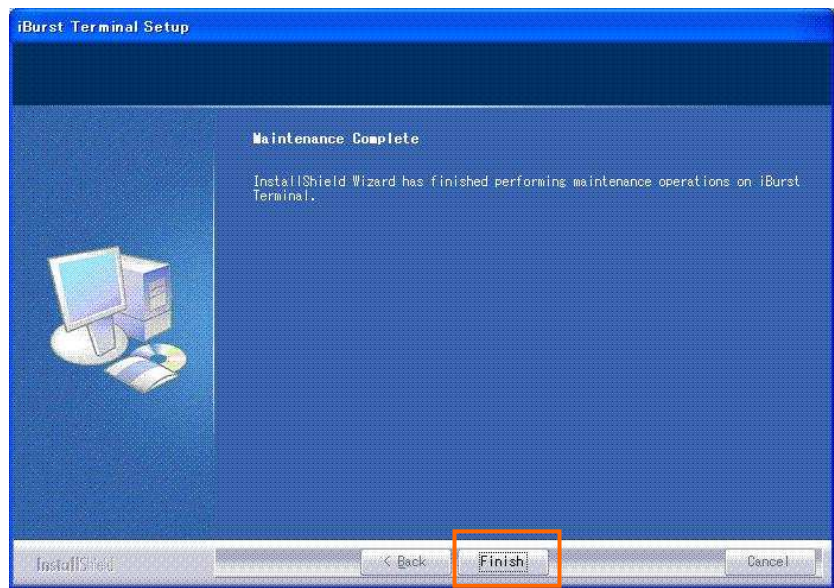 iBurst Terminal Setup
Maintenance Complete
InstallShield Wizard has finished performing maintenance operations on iBurst
Terminal.
InstallShield
< Back
Finish
Cancel